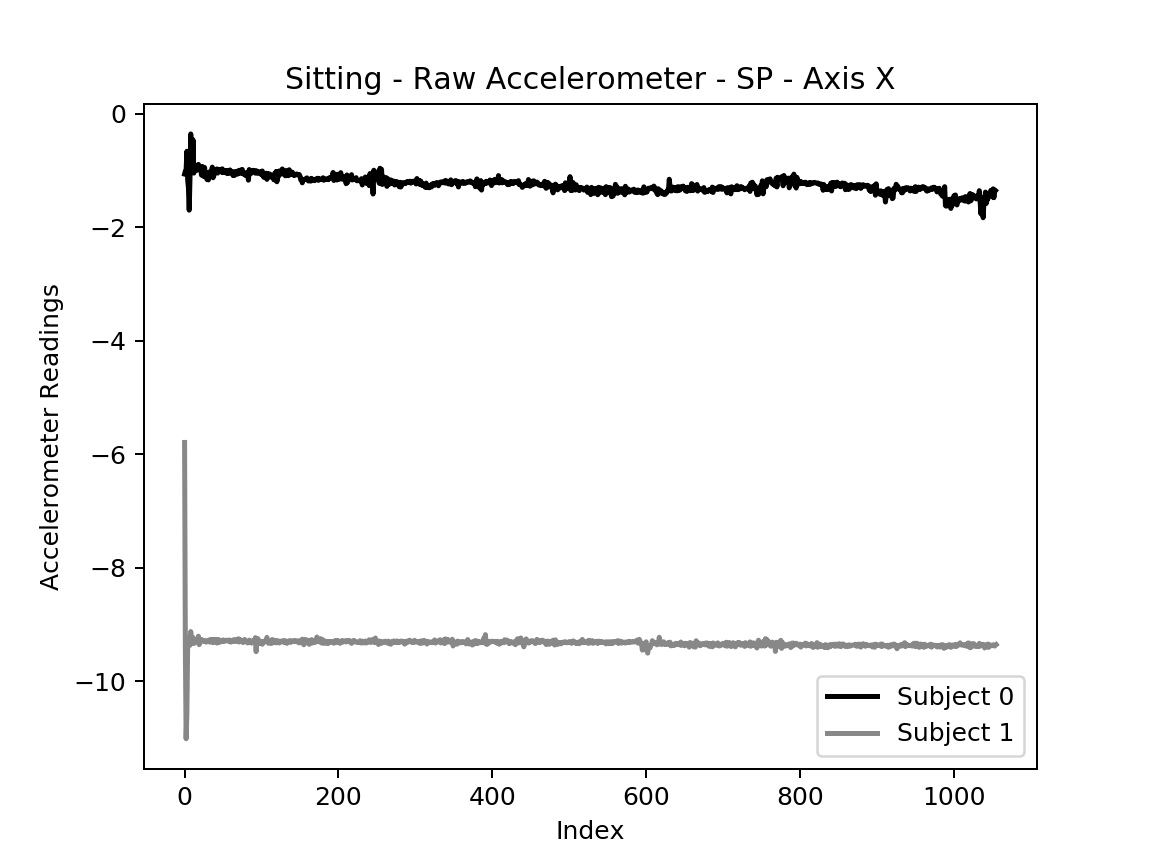 Sitting - Raw Accelerometer - SP - Axis X
0
−2
−4
−6
−8
−10
Accelerometer Readings
Subject 0
Subject 1
0 200 400 600 800 1000
Index